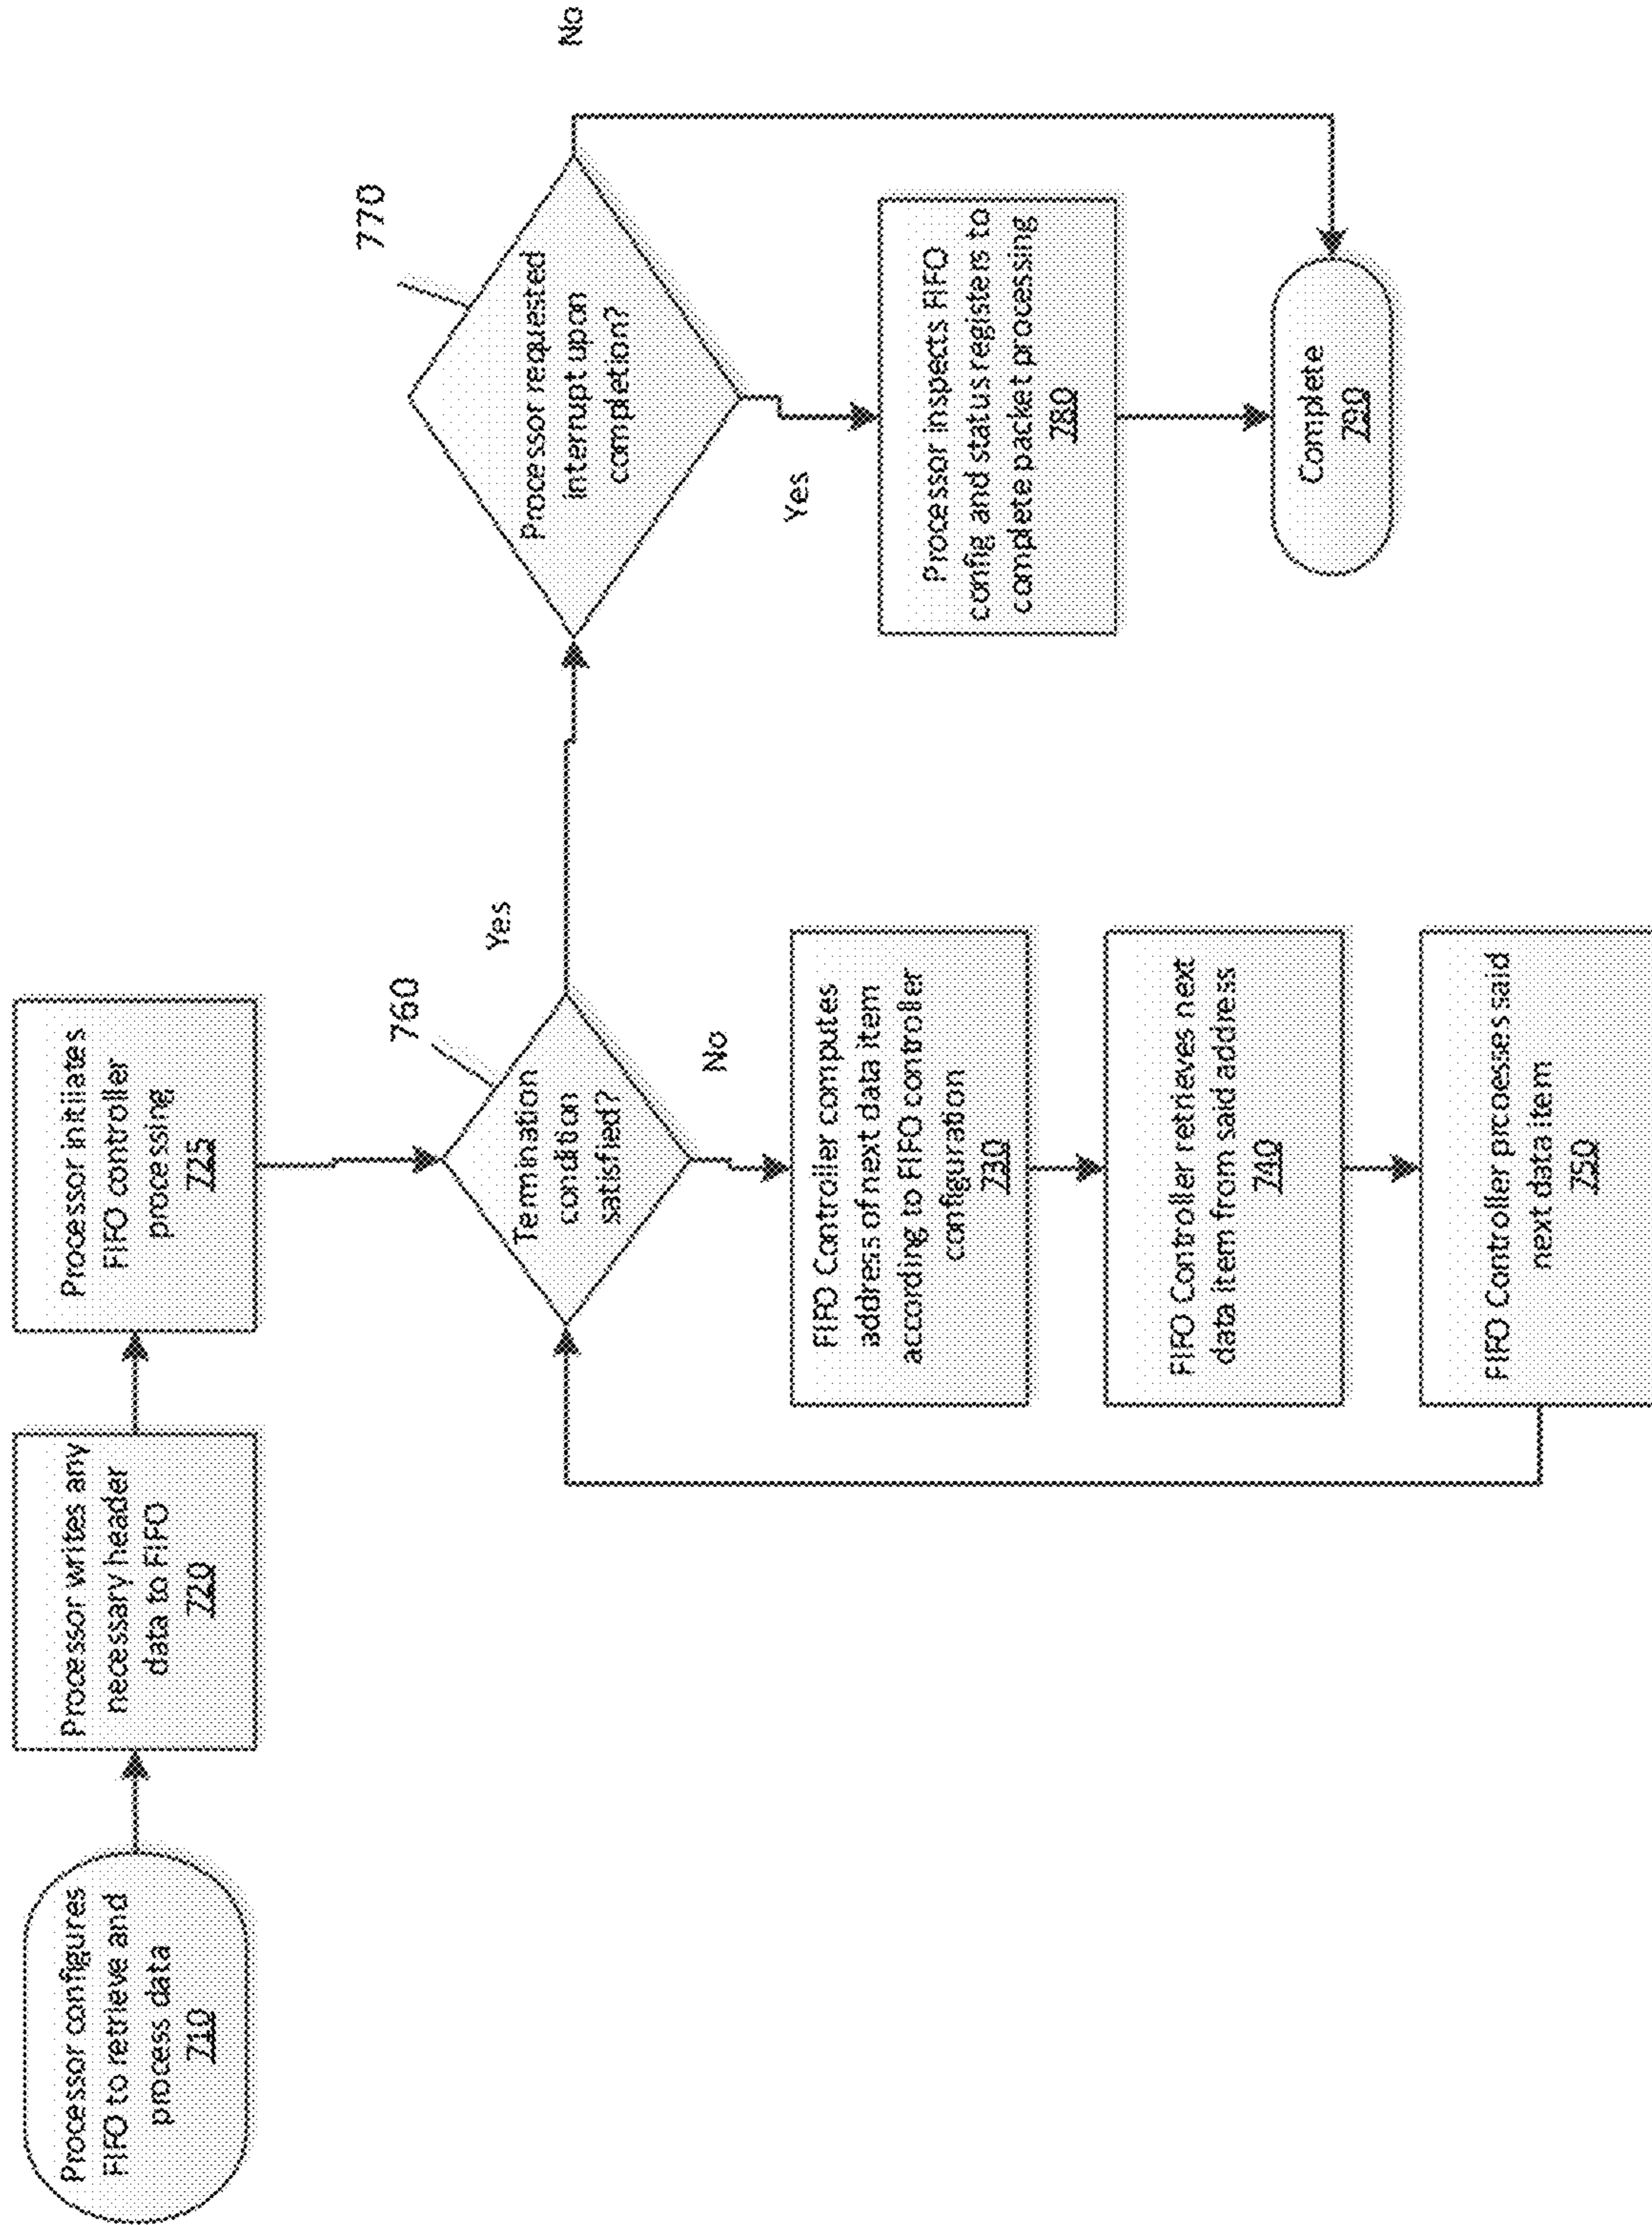 Processor configures
FIFO to retrieve and
process data
710
Processor writes any
necessary header
data to FIFO
720
Processor initiates
FIFO controller
processing
725
760
Termination
condition
satisfied?
Yes
No
FIFO Controller computes
address of next data item
according to FIFO controller
configuration
730
FIFO Controller retrieves next
data item from said address
740
FIFO Controller processes said
next data item
750
770
Processor requested
interrupt upon
completion?
No
Yes
Processor inspects FIFO
config and status registers to
complete packet processing
780
Complete
790